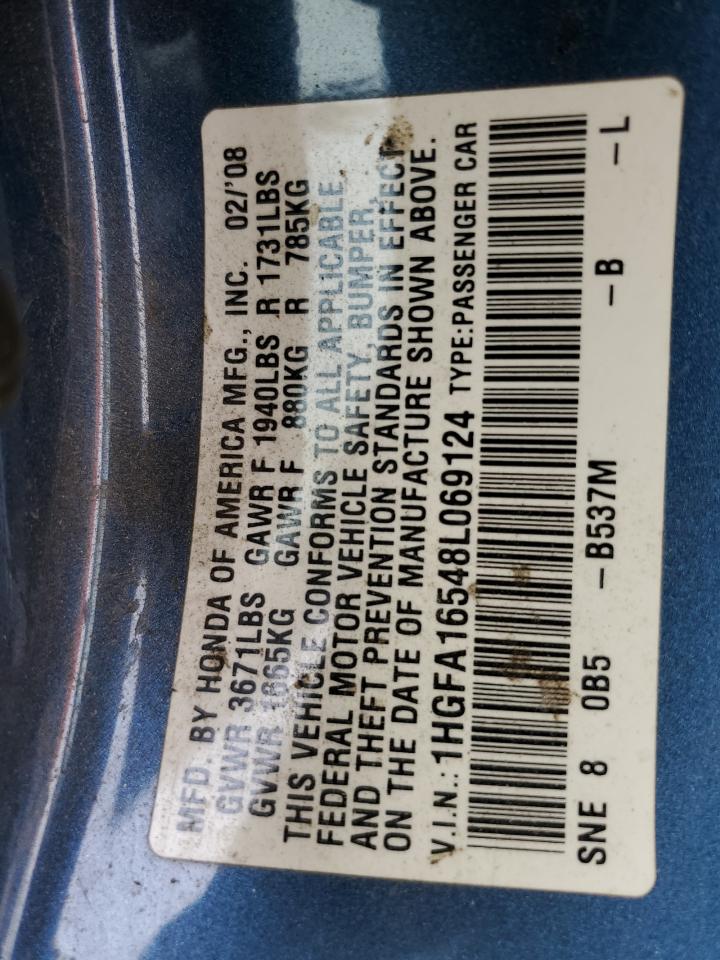 MFD. BY HONDA OF AMERICA MFG., INC. 02/'08
GVWR 3671LBS GAWR F 1940LBS R 1731LBS
GVWR 1665KG GAWR F 880KG R 785KG
THIS VEHICLE CONFORMS TO ALL APPLICABLE
FEDERAL MOTOR VEHICLE SAFETY, BUMPER,
AND THEFT PREVENTION STANDARDS IN EFFECT
ON THE DATE OF MANUFACTURE SHOWN ABOVE.
V.I.N.: 1HGFA16548L069124 TYPE:PASSENGER CAR
SNE 8 0B5 -B537M -B -L